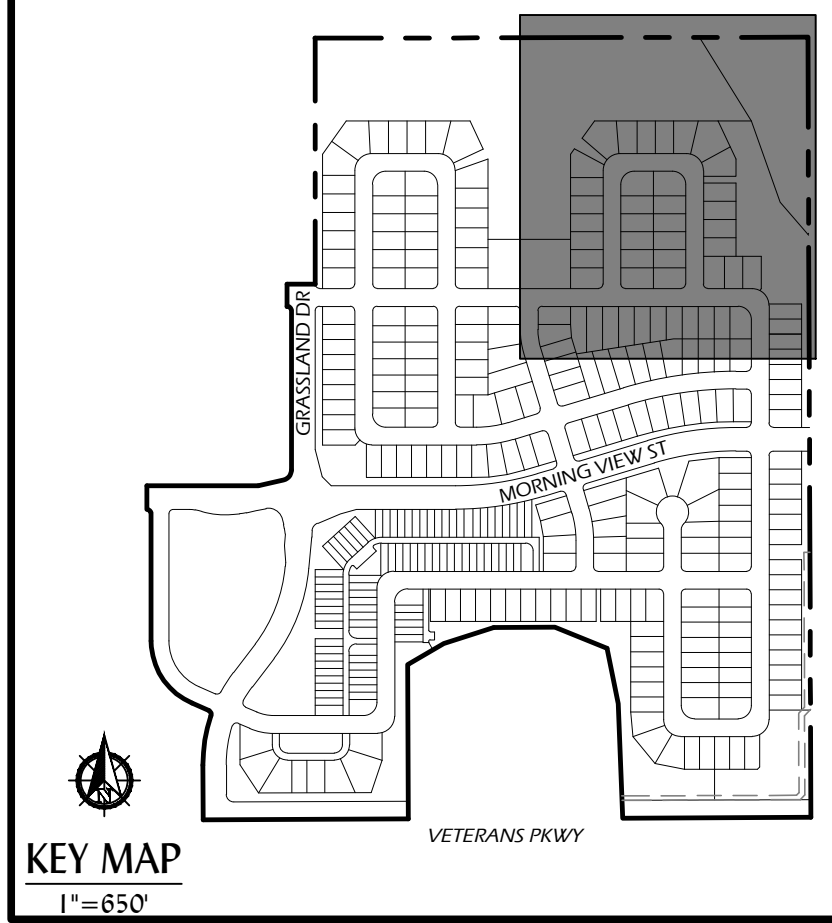 GRASSLAND DR
MORNING VIEW ST
VETERANS PKWY
N
KEY MAP
1"=650'